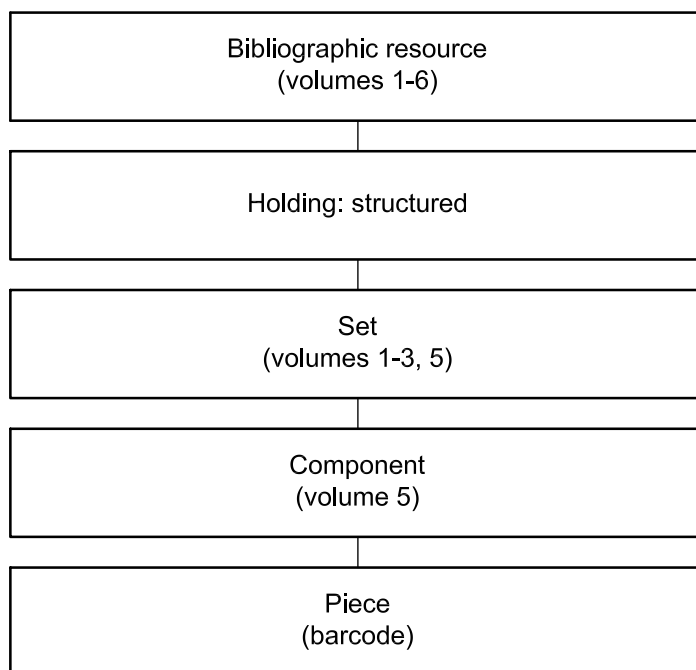 Bibliographic resource
(volumes 1-6)
Holding: structured
Set
(volumes 1-3, 5)
Component
(volume 5)
Piece
(barcode)